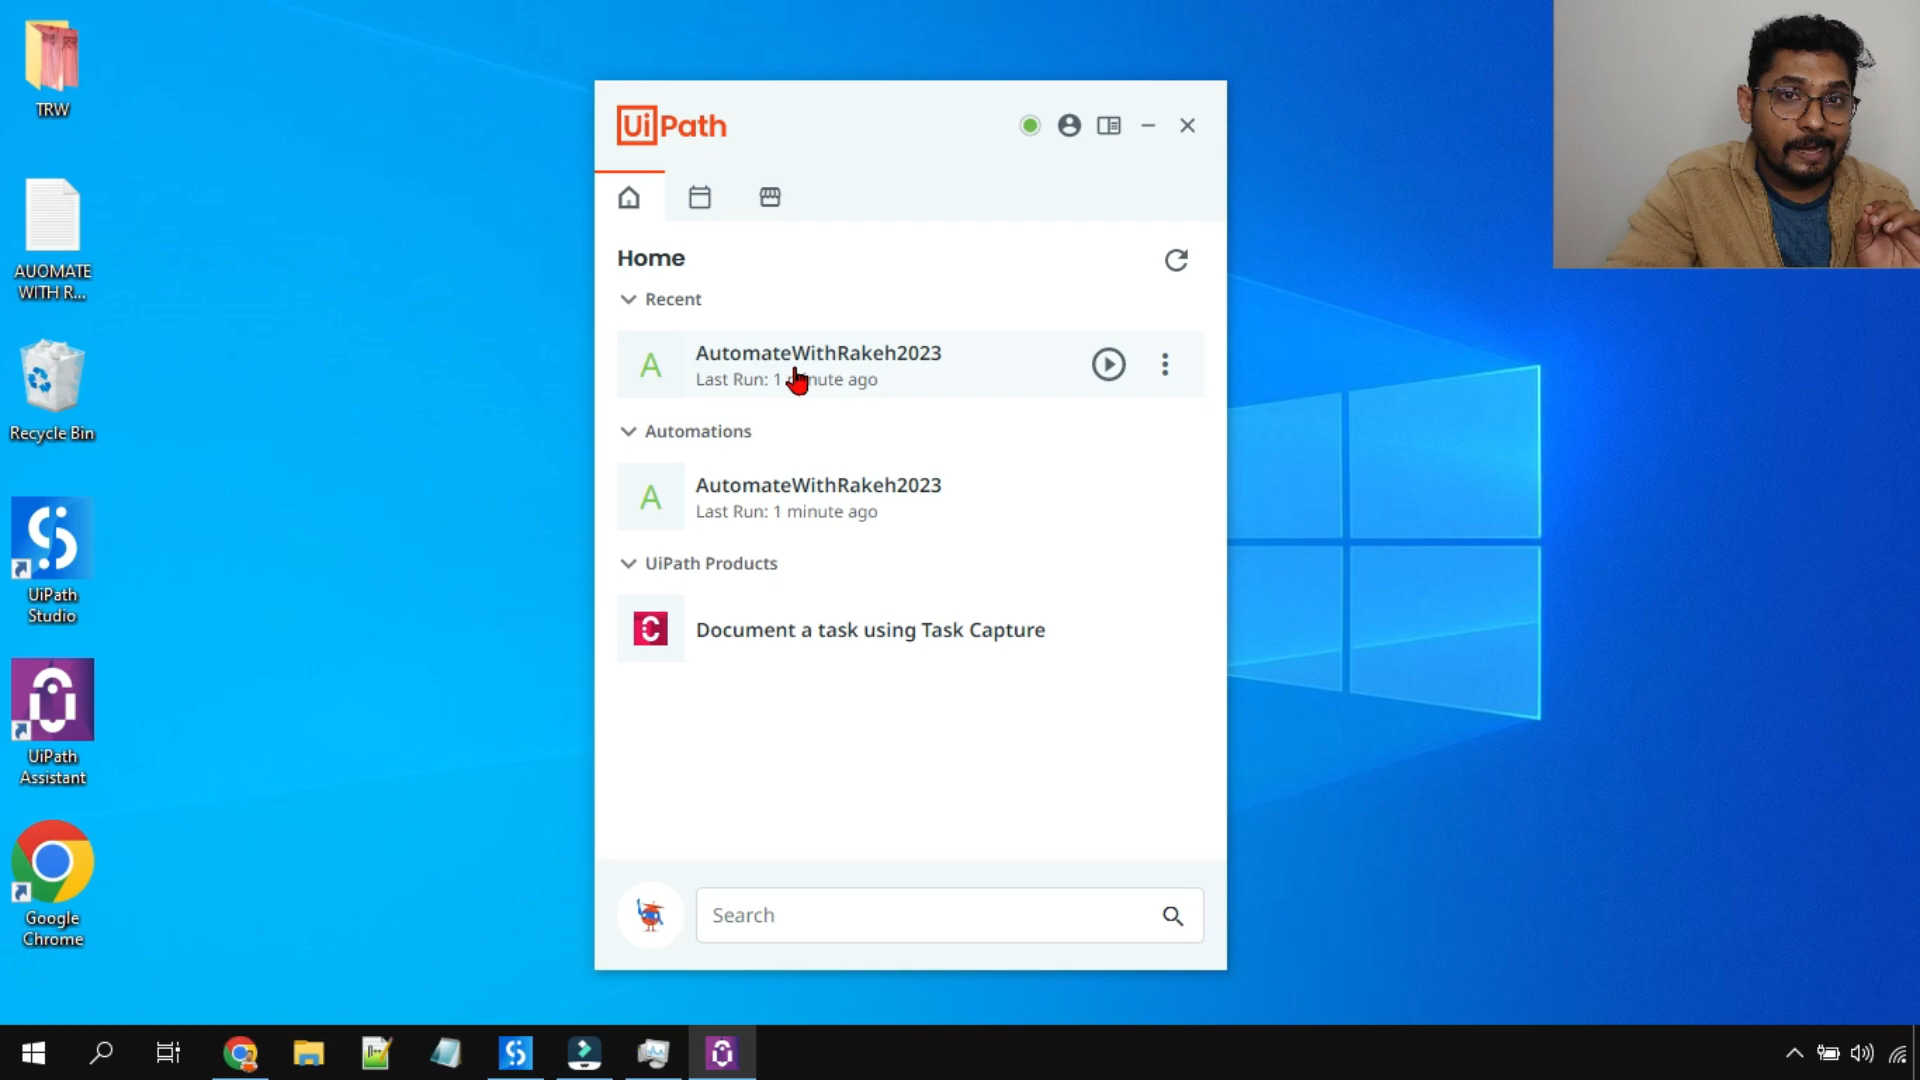 TRW
AUOMATE
WITH R...
Recycle Bin
UiPath
Studio
UiPath
Assistant
Google
Chrome
UiPath
Home
Recent
A
AutomateWithRakeh2023
Last Run: 1 minute ago
Automations
A
AutomateWithRakeh2023
Last Run: 1 minute ago
UiPath Products
Document a task using Task Capture
Search